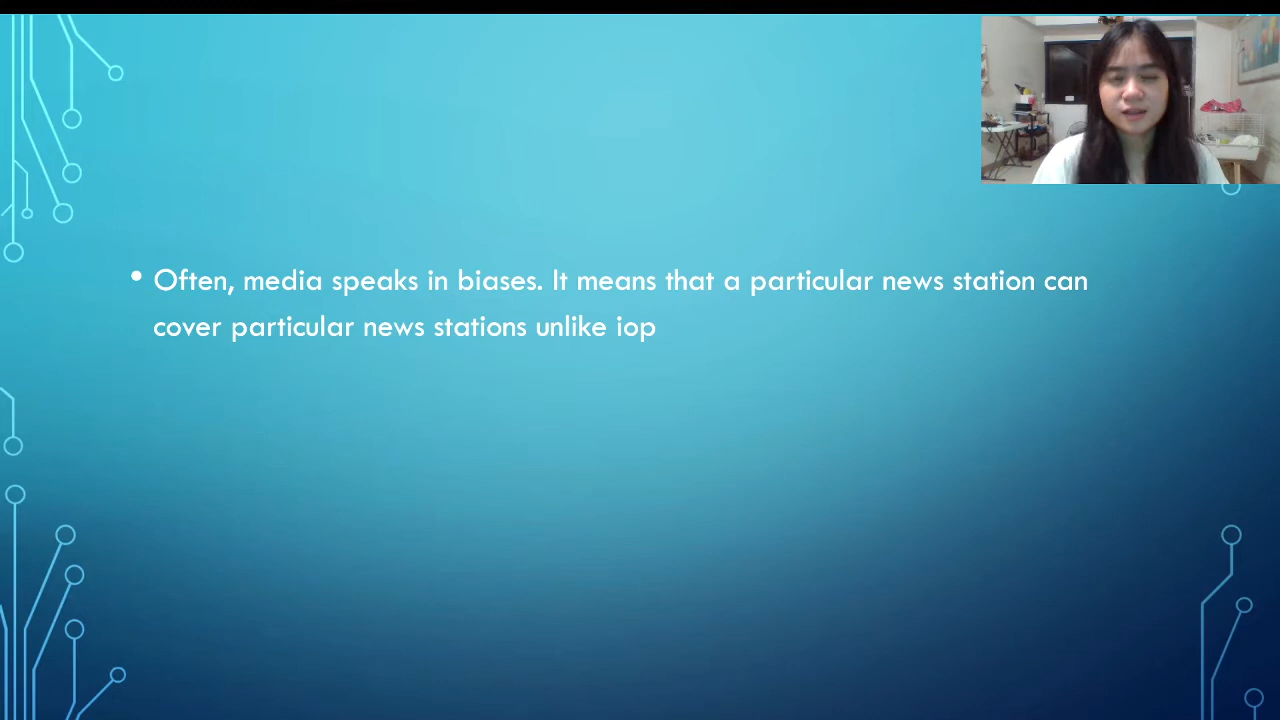 • Often, media speaks in biases. It means that a particular news station can
cover particular news stations unlike iop